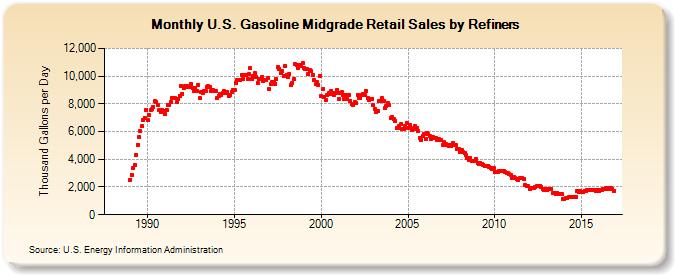 Monthly U.S. Gasoline Midgrade Retail Sales by Refiners
Thousand Gallons per Day
12,000
10,000
8,000
6,000
4,000
2,000
0
1990 1995 2000 2005 2010 2015
Source: U.S. Energy Information Administration